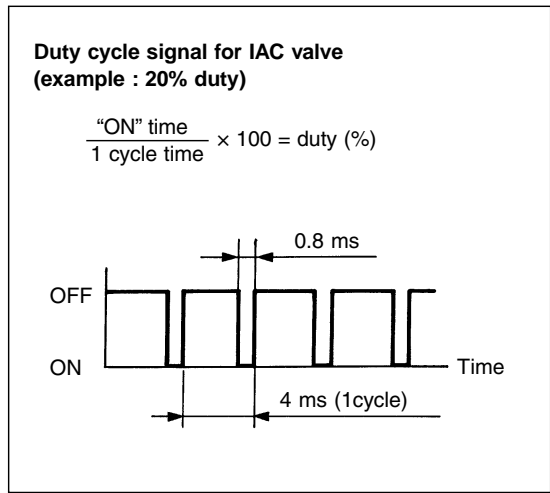 Duty cycle signal for IAC valve
(example : 20% duty)
“ON” time
1 cycle time
× 100 = duty (%)
0.8 ms
OFF
ON
Time
4 ms (1cycle)